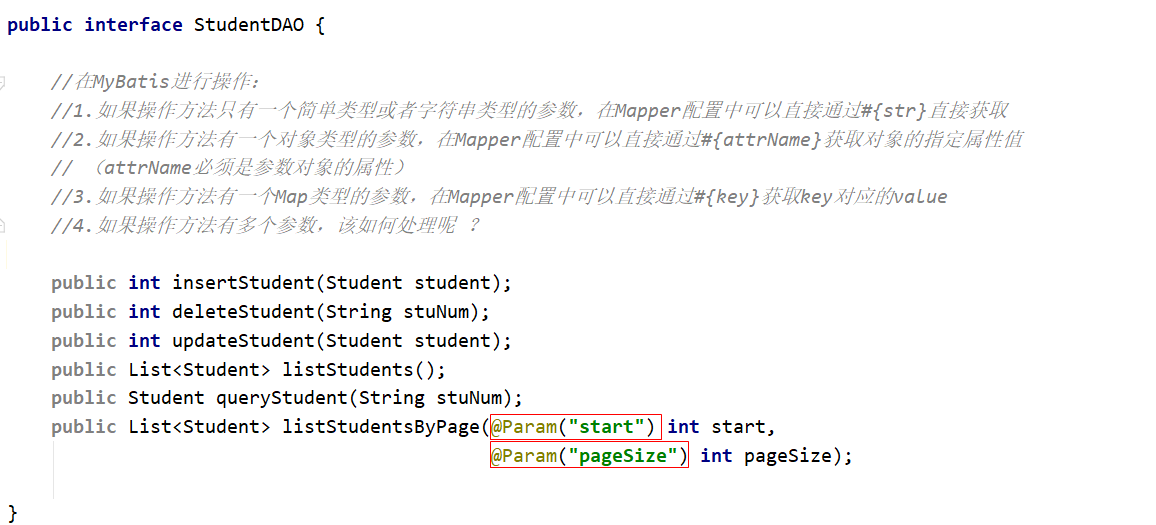 public interface StudentDAO {
//在MyBatis进行操作：
//1.如果操作方法只有一个简单类型或者字符串类型的参数，在Mapper配置中可以直接通过#{str}直接获取
//2.如果操作方法有一个对象类型的参数，在Mapper配置中可以直接通过#{attrName}获取对象的指定属性值
// （attrName必须是参数对象的属性）
//3.如果操作方法有一个Map类型的参数，在Mapper配置中可以直接通过#{key}获取key对应的value
//4.如果操作方法有多个参数，该如何处理呢 ？
public int insertStudent(Student student);
public int deleteStudent(String stuNum);
public int updateStudent(Student student);
public List<Student> listStudents();
public Student queryStudent(String stuNum);
public List<Student> listStudentsByPage(@Param("start") int start,
@Param("pageSize") int pageSize);
}